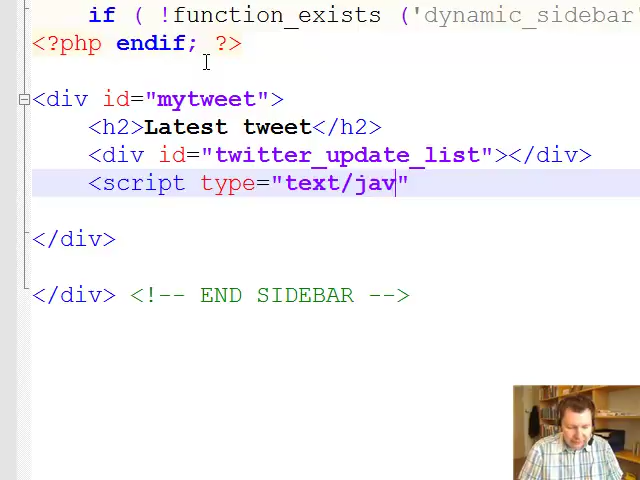 if ( !function_exists ('dynamic_sidebar'
<?php endif; ?>
<div id="mytweet">
<h2>Latest tweet</h2>
<div id="twitter_update_list"></div>
<script type="text/jav"
</div>
</div> <!-- END SIDEBAR -->